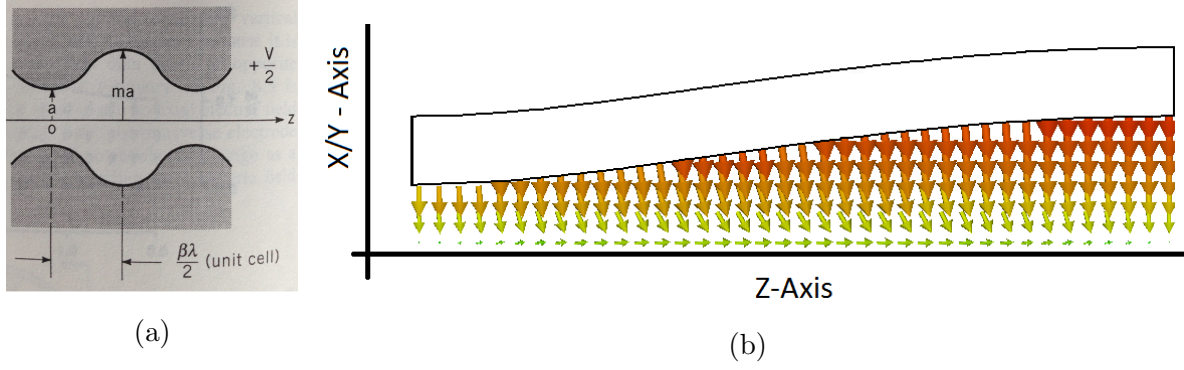 + V/2
ma
a
o
z
βλ/2 (unit cell)
(a)
X/Y - Axis
Z-Axis
(b)